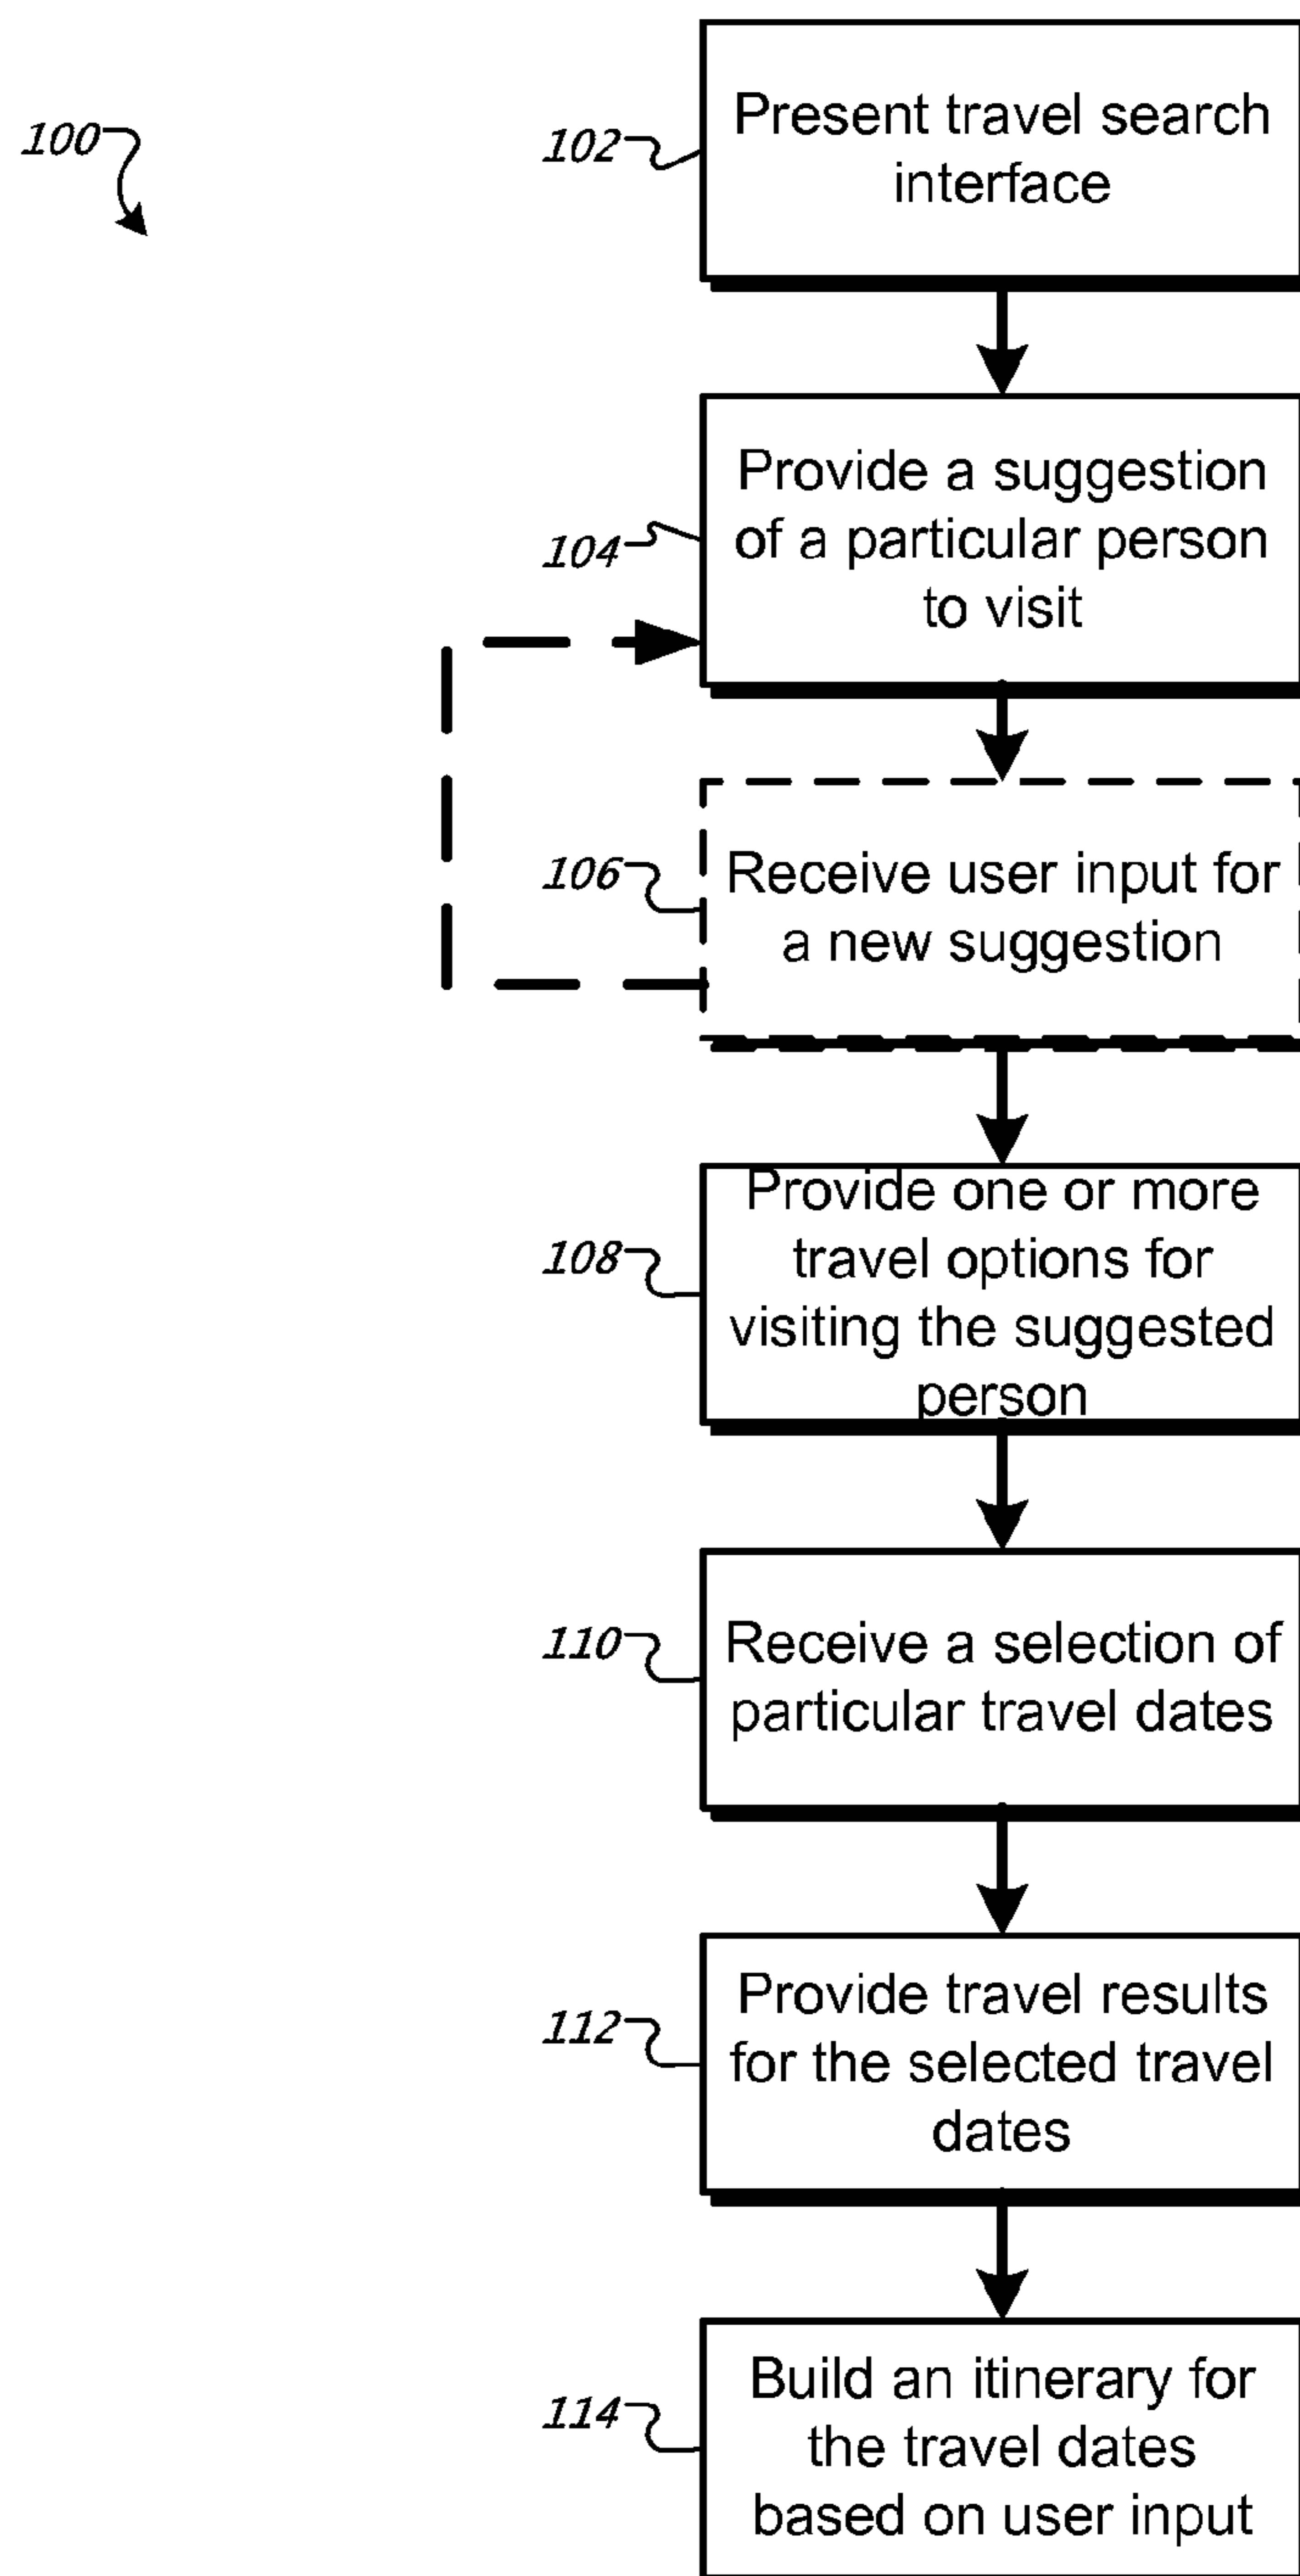 100
102
Present travel search
interface
104
Provide a suggestion
of a particular person
to visit
106
Receive user input for
a new suggestion
108
Provide one or more
travel options for
visiting the suggested
person
110
Receive a selection of
particular travel dates
112
Provide travel results
for the selected travel
dates
114
Build an itinerary for
the travel dates
based on user input